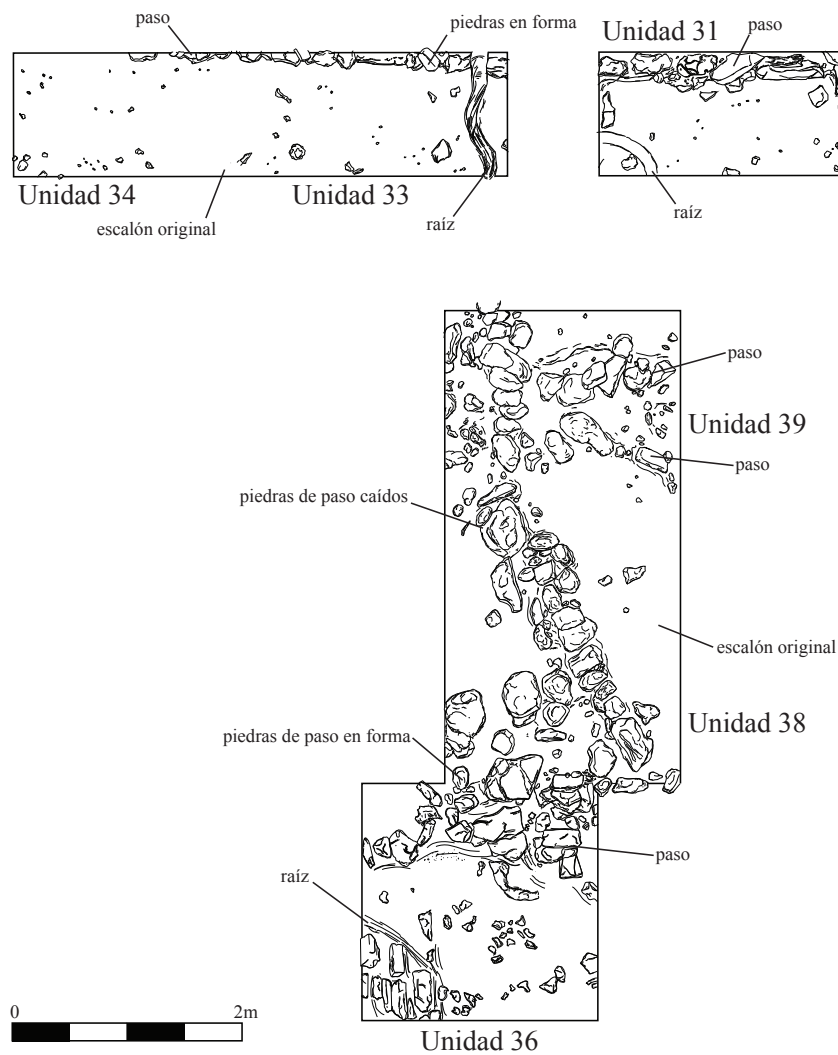 paso
piedras en forma
Unidad 31
paso
Unidad 34
Unidad 33
escalón original
raíz
raíz
paso
Unidad 39
paso
piedras de paso caídos
escalón original
Unidad 38
piedras de paso en forma
paso
raíz
0
2m
Unidad 36